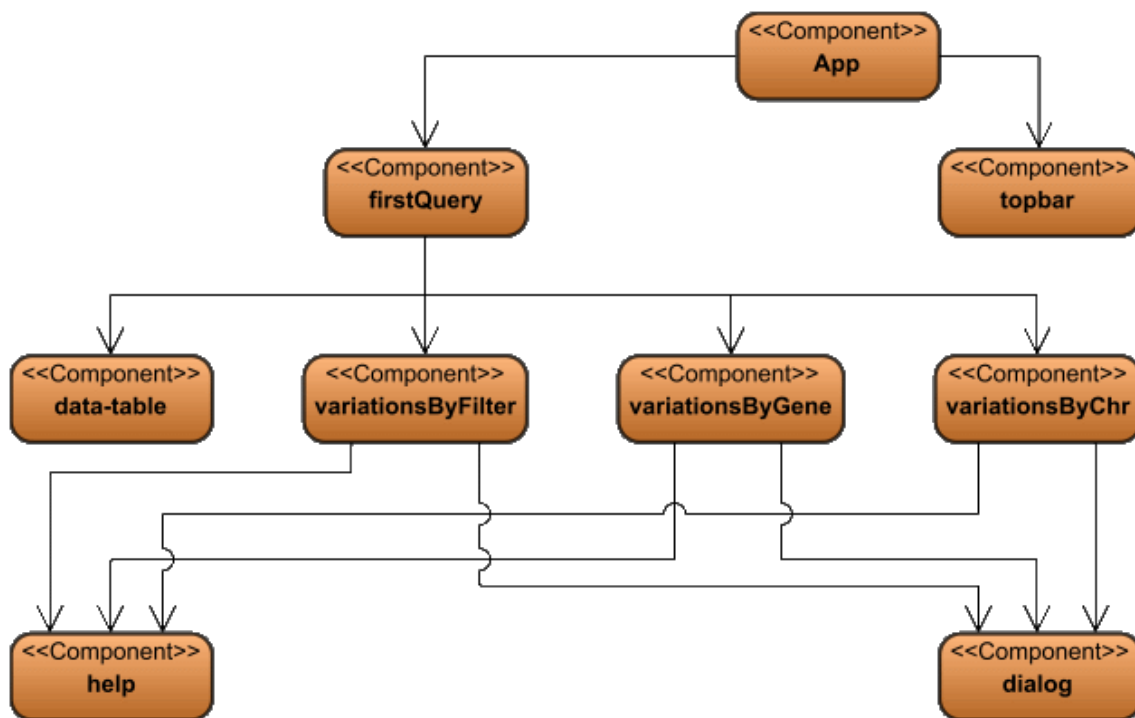 <<Component>>
App
<<Component>>
firstQuery
<<Component>>
topbar
<<Component>>
data-table
<<Component>>
variationsByFilter
<<Component>>
variationsByGene
<<Component>>
variationsByChr
<<Component>>
help
<<Component>>
dialog